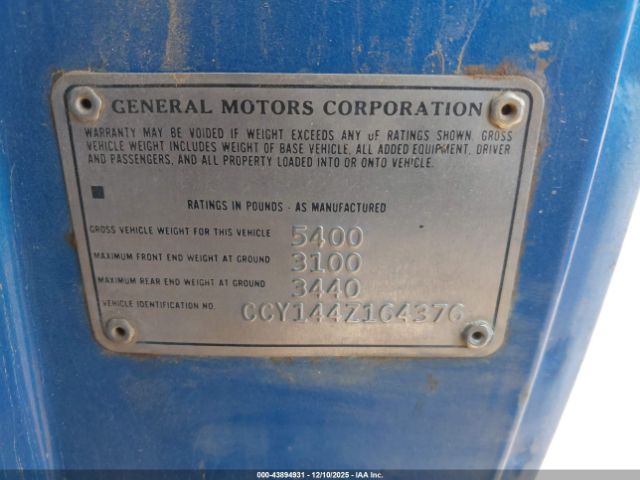 GENERAL MOTORS CORPORATION
WARRANTY MAY BE VOIDED IF WEIGHT EXCEEDS ANY OF RATINGS SHOWN. GROSS
VEHICLE WEIGHT INCLUDES WEIGHT OF BASE VEHICLE, ALL ADDED EQUIPMENT, DRIVER
AND PASSENGERS, AND ALL PROPERTY LOADED INTO OR ONTO VEHICLE.
RATINGS IN POUNDS - AS MANUFACTURED
GROSS VEHICLE WEIGHT FOR THIS VEHICLE 5400
MAXIMUM FRONT END WEIGHT AT GROUND 3100
MAXIMUM REAR END WEIGHT AT GROUND 3440
VEHICLE IDENTIFICATION NO. CCY144Z164376
000-43894931 - 12/10/2025 - IAA Inc.